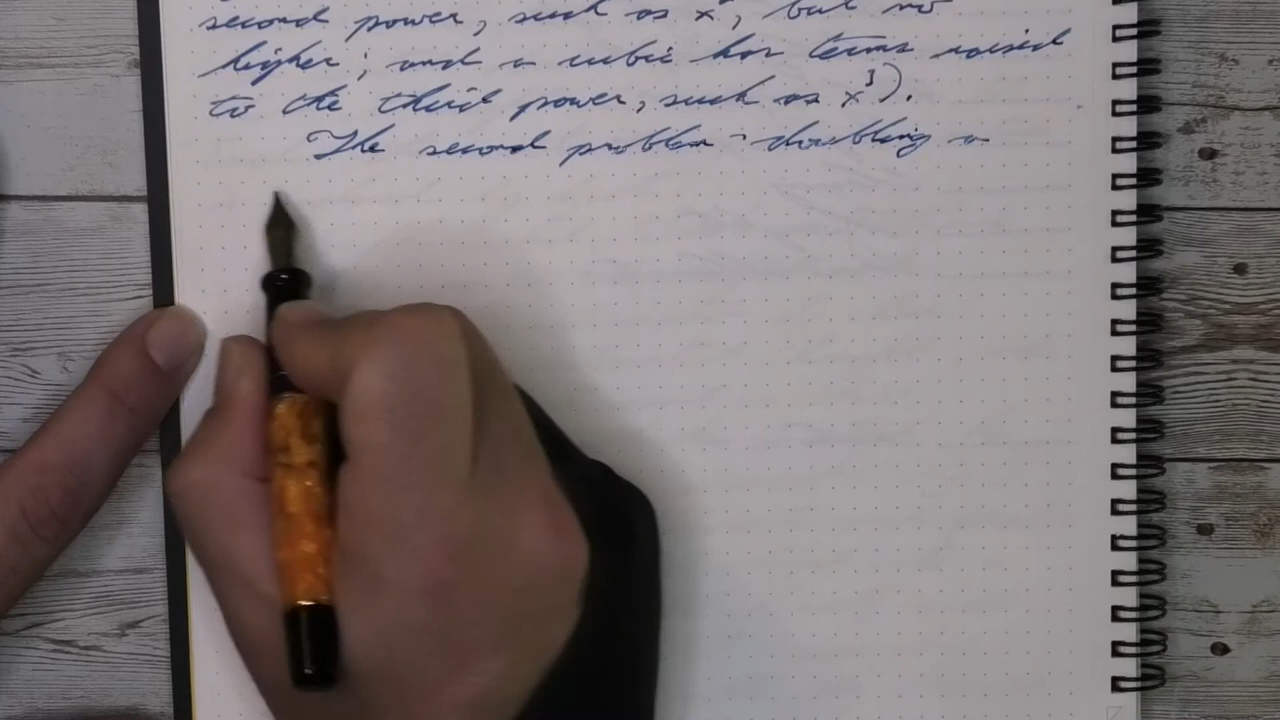 second power, such as x², but no
higher; and a cubic has terms raised
to the third power, such as x³).
The second problem - doubling a